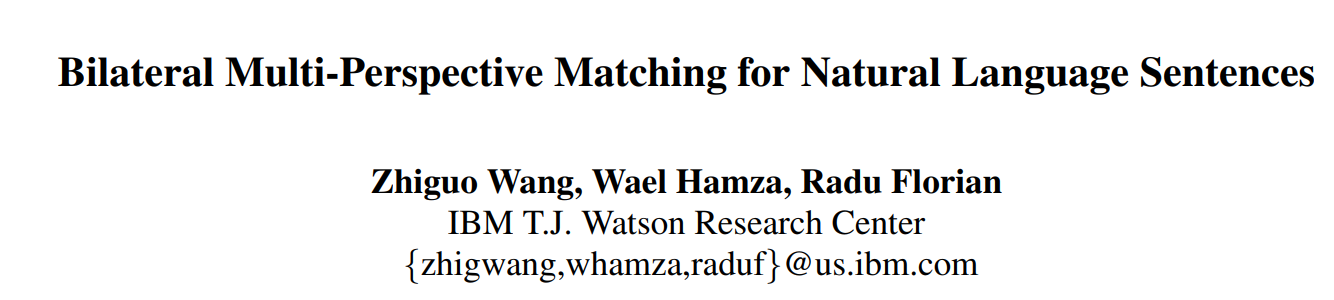 Bilateral Multi-Perspective Matching for Natural Language Sentences
Zhiguo Wang, Wael Hamza, Radu Florian
IBM T.J. Watson Research Center
{zhigwang,whamza,raduf}@us.ibm.com